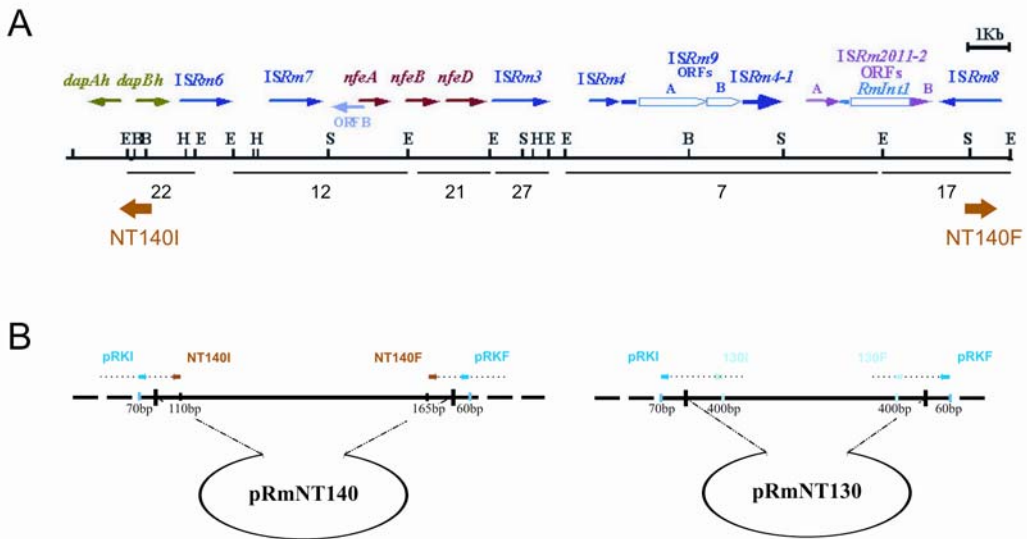 A
1Kb
dapAh dapBh ISRm6 ISRm7 nfeA nfeB nfeD ISRm3 ISRm4 ISRm9 ORFs A B ISRm4-1 A ISRm2011-2 ORFs RmInt1 B ISRm8
ORFB
E B B H E E H S E E S H E E B S E S E
22 12 21 27 7 17
NT140I NT140F
B
pRKI NT140I NT140F pRKF
70bp 110bp 165bp 60bp
pRmNT140
pRKI 130I 130F pRKF
70bp 400bp 400bp 60bp
pRmNT130